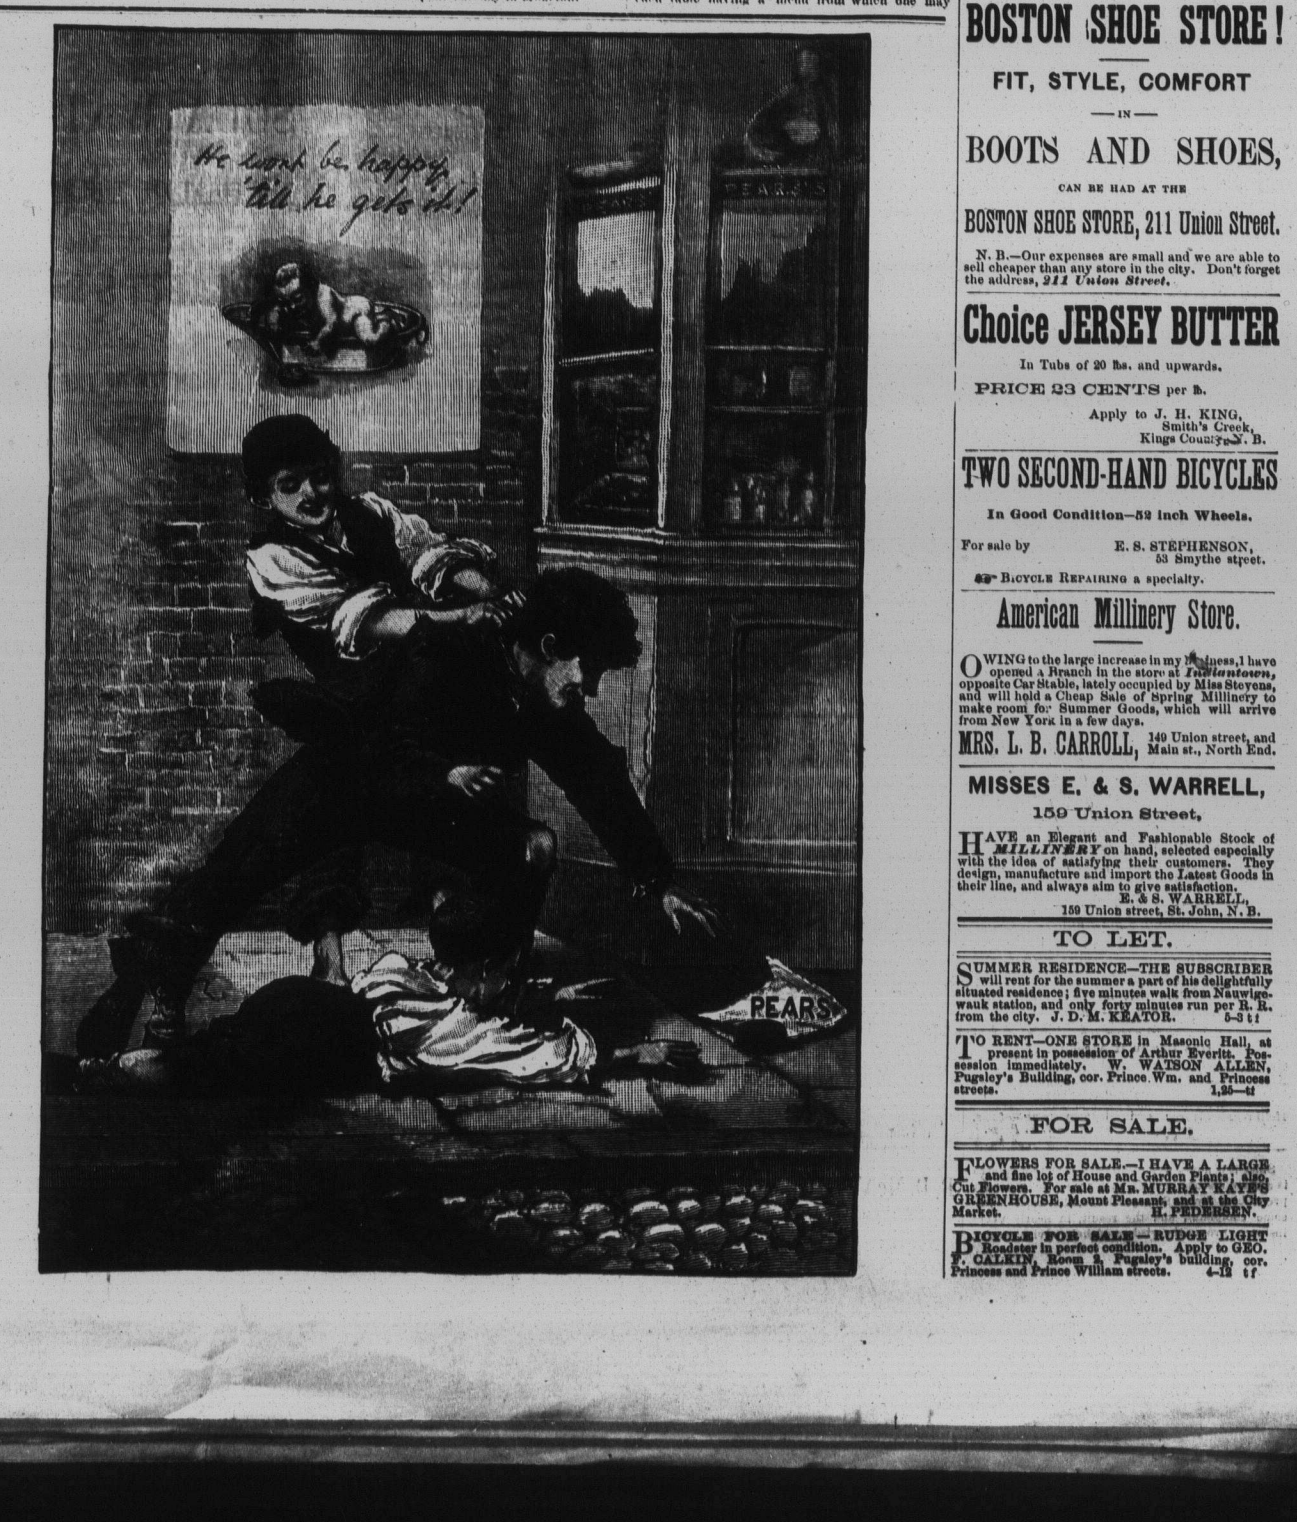 He wont be happy
till he gets it!
PEARS
PEARS'S
PEARS
BOSTON SHOE STORE!
FIT, STYLE, COMFORT
—IN—
BOOTS AND SHOES,
CAN BE HAD AT THE
BOSTON SHOE STORE, 211 Union Street.
N. B.—Our expenses are small and we are able to
sell cheaper than any store in the city. Don't forget
the address, 211 Union Street.
Choice JERSEY BUTTER
In Tubs of 20 lbs. and upwards.
PRICE 23 CENTS per lb.
Apply to J. H. KING,
Smith's Creek,
Kings County N. B.
TWO SECOND-HAND BICYCLES
In Good Condition—52 inch Wheels.
For sale by E. S. STEPHENSON,
53 Smythe street.
☞ BICYCLE REPAIRING a specialty.
American Millinery Store.
OWING to the large increase in my business, I have
opened a Branch in the store at Indiantown,
opposite Car Stable, lately occupied by Miss Stevens,
and will hold a Cheap Sale of Spring Millinery to
make room for Summer Goods, which will arrive
from New York in a few days.
MRS. L. B. CARROLL, 149 Union street, and
Main st., North End.
MISSES E. & S. WARRELL,
159 Union Street,
HAVE an Elegant and Fashionable Stock of
MILLINERY on hand, selected especially
with the idea of satisfying their customers. They
design, manufacture and import the Latest Goods in
their line, and always aim to give satisfaction.
E. & S. WARRELL,
159 Union street, St. John, N. B.
TO LET.
SUMMER RESIDENCE—THE SUBSCRIBER
will rent for the summer a part of his delightfully
situated residence; five minutes walk from Nauwige-
wauk station, and only forty minutes run per R. R.
from the city. J. D. M. KEATOR. 5-3 tf
TO RENT—ONE STORE in Masonic Hall, at
present in possession of Arthur Everitt. Pos-
session immediately. W. WATSON ALLEN,
Pugsley's Building, cor. Prince Wm. and Princess
streets. 1,25—tf
FOR SALE.
FLOWERS FOR SALE.—I HAVE A LARGE
and fine lot of House and Garden Plants; also,
Cut Flowers. For sale at MR. MURRAY KAYE'S
GREENHOUSE, Mount Pleasant, and at the City
Market. H. PEDERSEN.
BICYCLE FOR SALE—RUDGE LIGHT
Roadster in perfect condition. Apply to GEO.
F. CALKIN, Room 2, Pugsley's building, cor.
Princess and Prince William streets. 4-12 tf